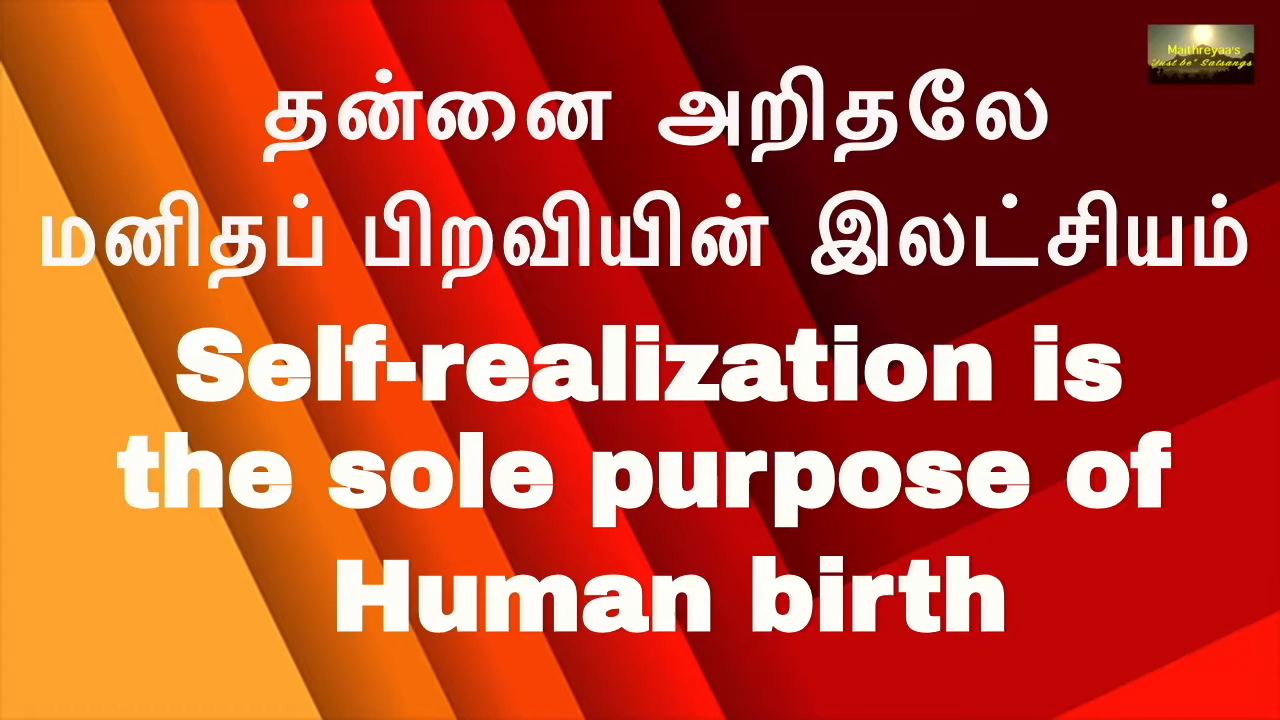 Maithreyaa's
"Just be" Satsangs
தன்னை அறிதலே
மனிதப் பிறவியின் இலட்சியம்
Self-realization is
the sole purpose of
Human birth